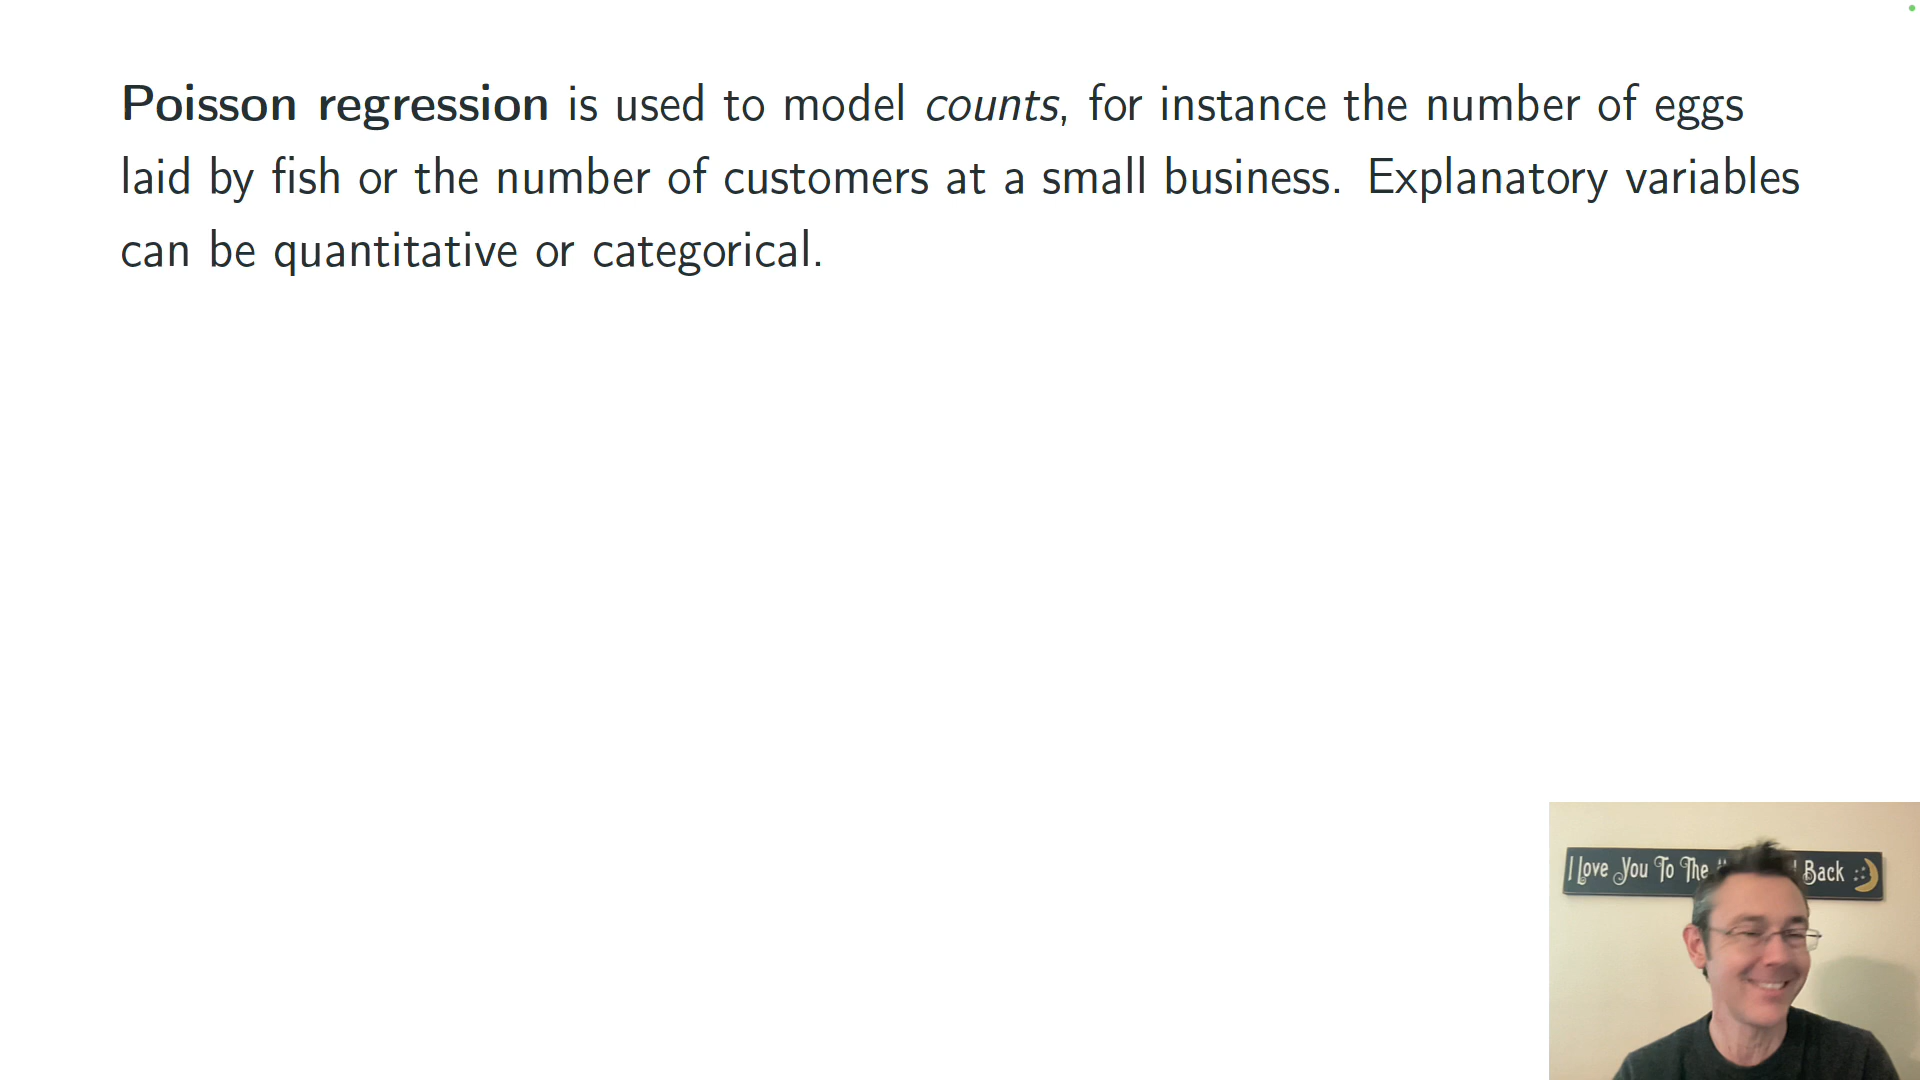 Poisson regression is used to model counts, for instance the number of eggs
laid by fish or the number of customers at a small business. Explanatory variables
can be quantitative or categorical.
I Love You To The Back